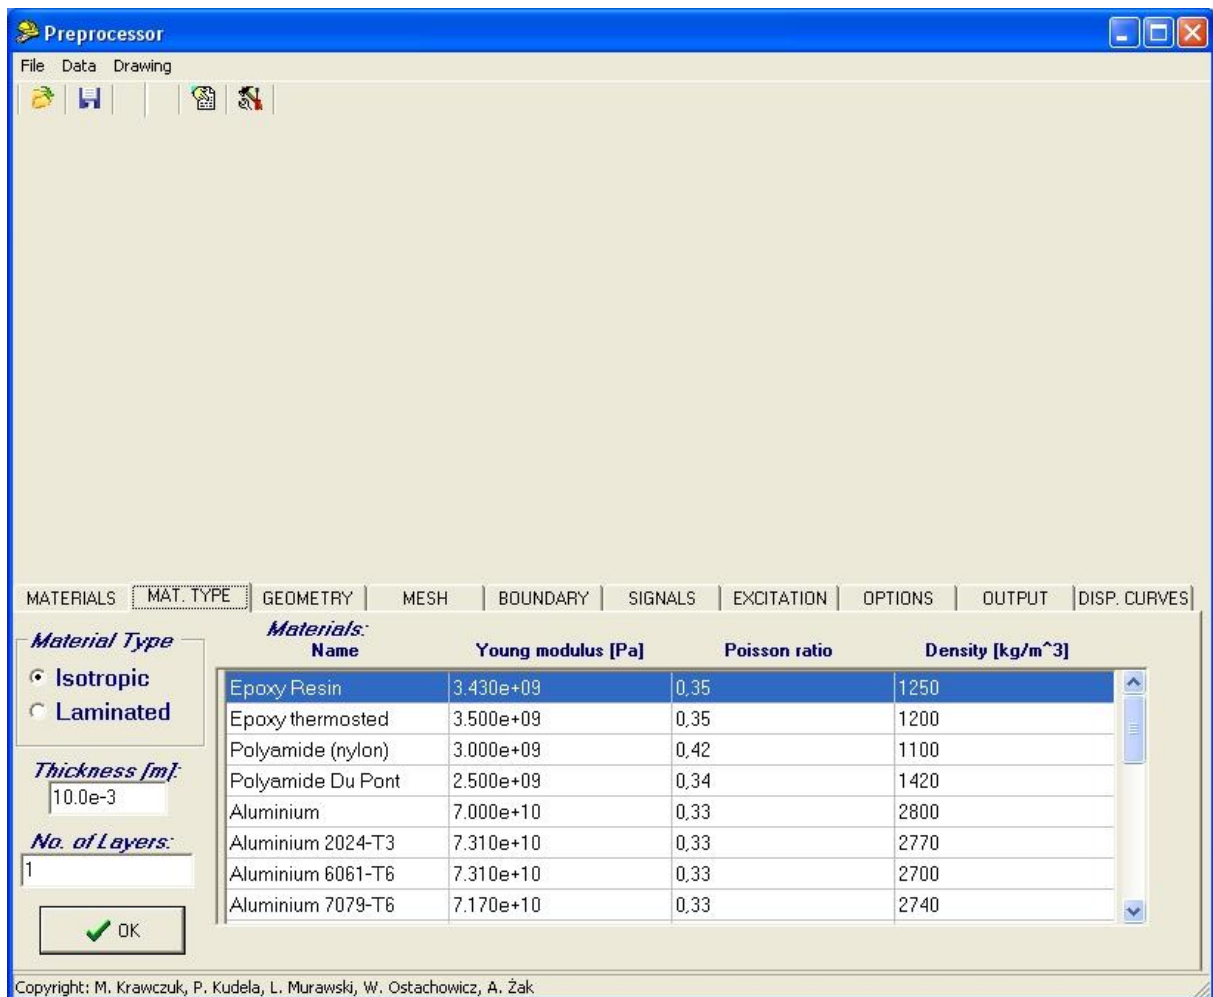 Preprocessor
File Data Drawing
MATERIALS MAT. TYPE GEOMETRY MESH BOUNDARY SIGNALS EXCITATION OPTIONS OUTPUT DISP. CURVES
Material Type
Isotropic
Laminated
Thickness [m]:
10.0e-3
No. of Layers:
1
OK
Materials:
Name Young modulus [Pa] Poisson ratio Density [kg/m^3]
Epoxy Resin 3.430e+09 0,35 1250
Epoxy thermosted 3.500e+09 0,35 1200
Polyamide (nylon) 3.000e+09 0,42 1100
Polyamide Du Pont 2.500e+09 0,34 1420
Aluminium 7.000e+10 0,33 2800
Aluminium 2024-T3 7.310e+10 0,33 2770
Aluminium 6061-T6 7.310e+10 0,33 2700
Aluminium 7079-T6 7.170e+10 0,33 2740
Copyright: M. Krawczuk, P. Kudela, L. Murawski, W. Ostachowicz, A. Żak